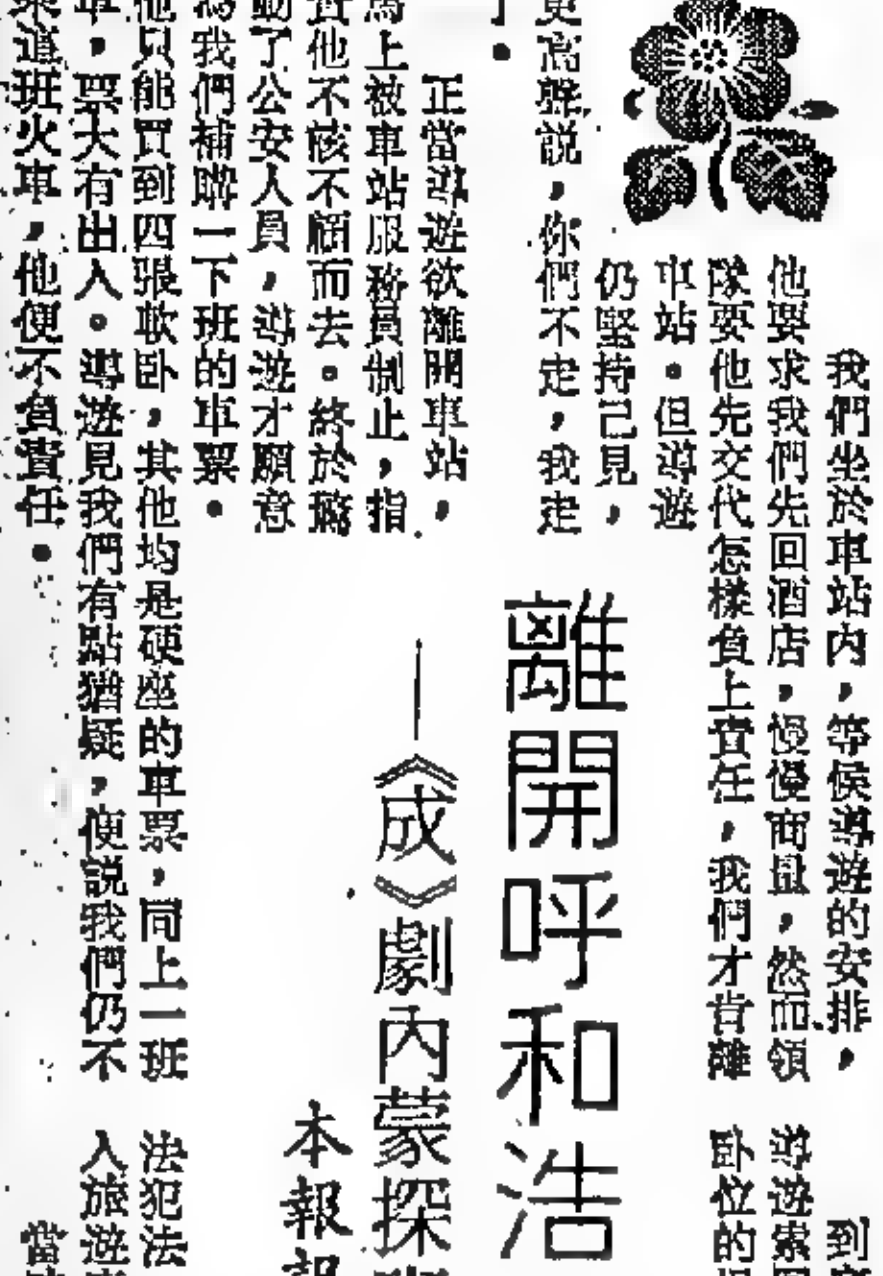 我們坐於車站內，等候導遊的安排，
他要求我們先回酒店，慢慢商量，然而領
隊要他先交代怎樣負上責任，我們才肯離
車站。但導遊
仍堅持己見，
更高聲説，你們不走，我走
了。
正當導遊欲離開車站，
馬上被車站服務員制止，指
責他不該不顧而去。終於驚
動了公安人員，導遊才願意
為我們補購一下班的車票。
他只能買到四張軟卧，其他均是硬座的車票，同上一班
車，票大有出入。導遊見我們有點猶疑，便説我們仍不
乘這班火車，他便不負責任。
離開呼和浩
—《成》劇內蒙探班
本報記
到
導遊索
卧位的
法犯法
入旅遊
當